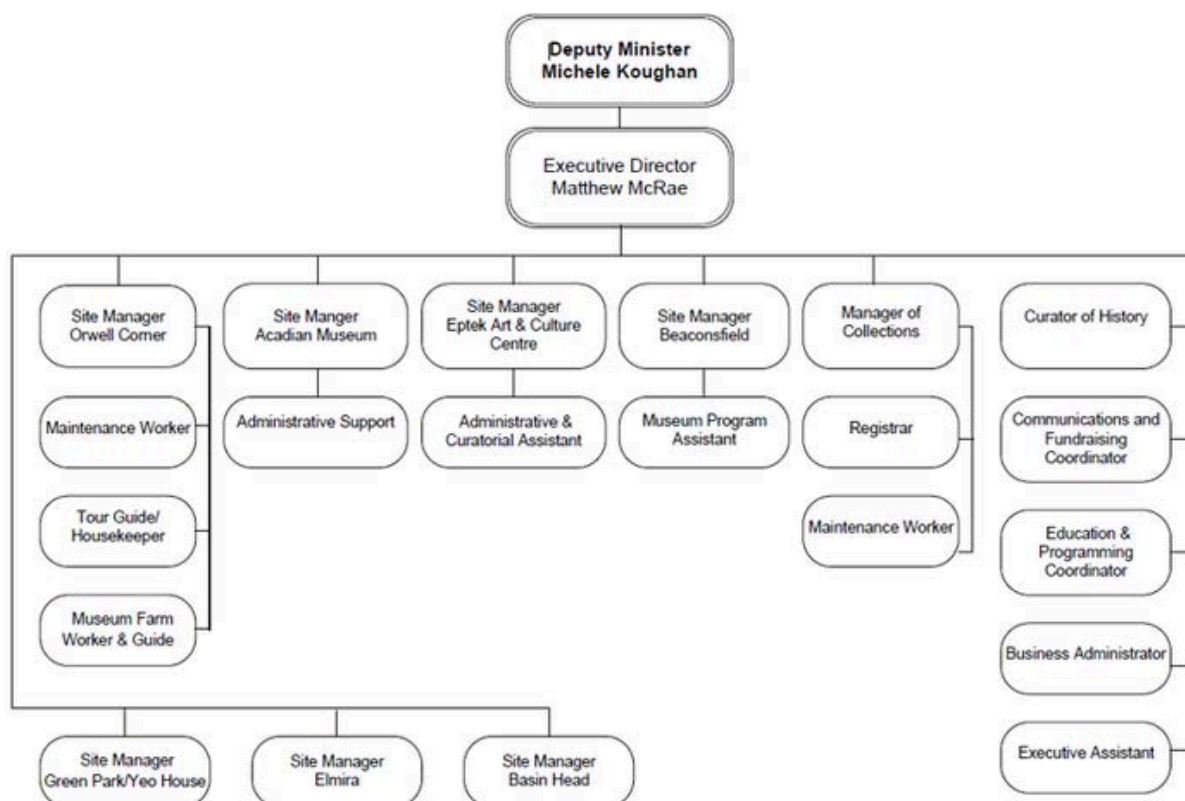 Deputy Minister
Michele Koughan
Executive Director
Matthew McRae
Site Manager
Orwell Corner
Site Manger
Acadian Museum
Site Manager
Eptek Art & Culture
Centre
Site Manager
Beaconsfield
Manager of
Collections
Curator of History
Maintenance Worker
Administrative Support
Administrative &
Curatorial Assistant
Museum Program
Assistant
Registrar
Communications and
Fundraising
Coordinator
Tour Guide/
Housekeeper
Maintenance Worker
Education &
Programming
Coordinator
Museum Farm
Worker & Guide
Business Administrator
Site Manager
Green Park/Yeo House
Site Manager
Elmira
Site Manager
Basin Head
Executive Assistant